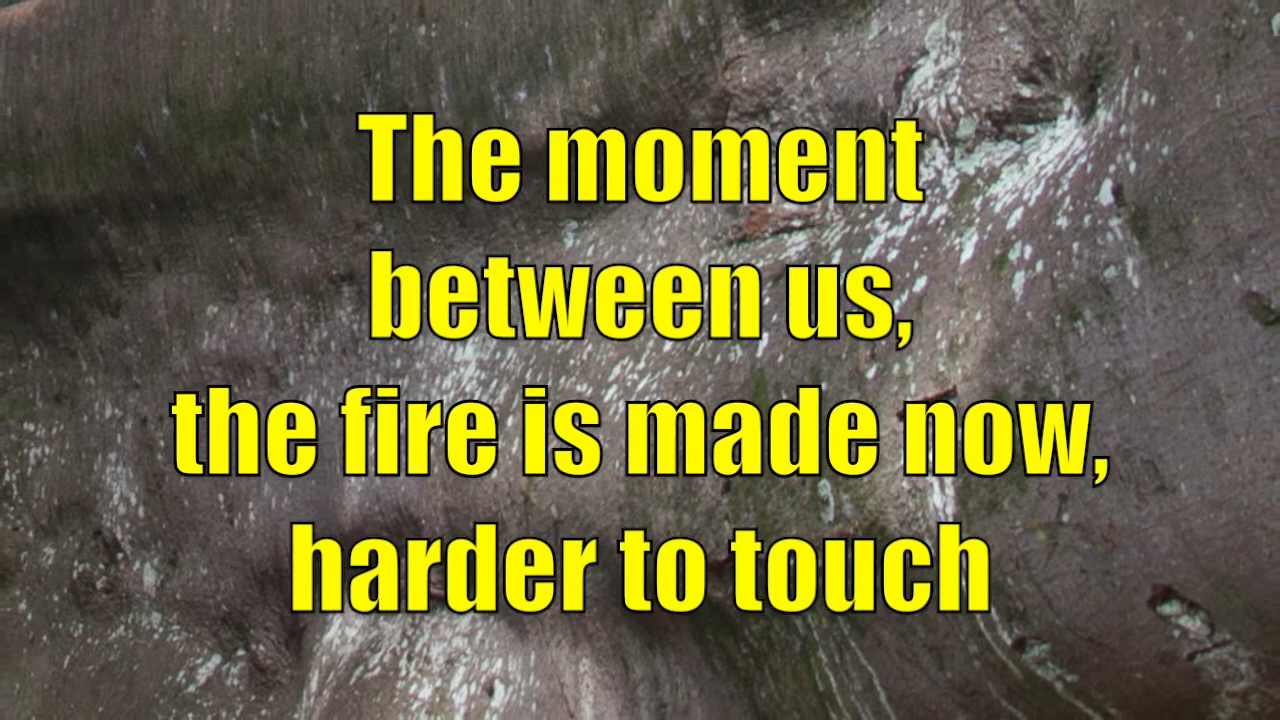 The moment
between us,
the fire is made now,
harder to touch